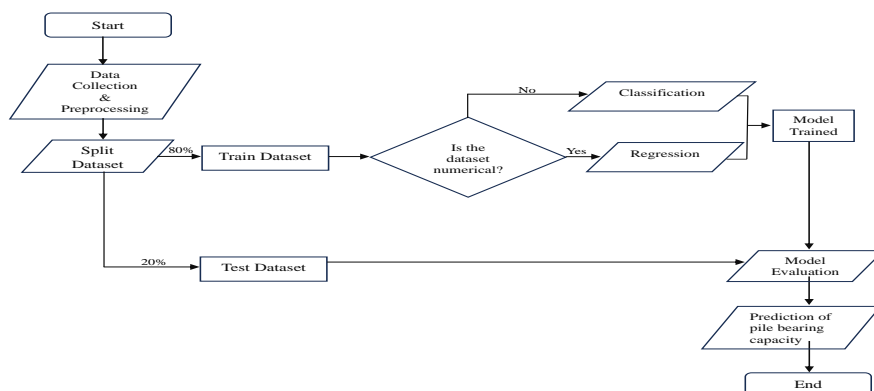 Start
Data
Collection
&
Preprocessing
Split
Dataset
80%
Train Dataset
Is the
dataset
numerical?
No
Classification
Yes
Regression
Model
Trained
20%
Test Dataset
Model
Evaluation
Prediction of
pile bearing
capacity
End